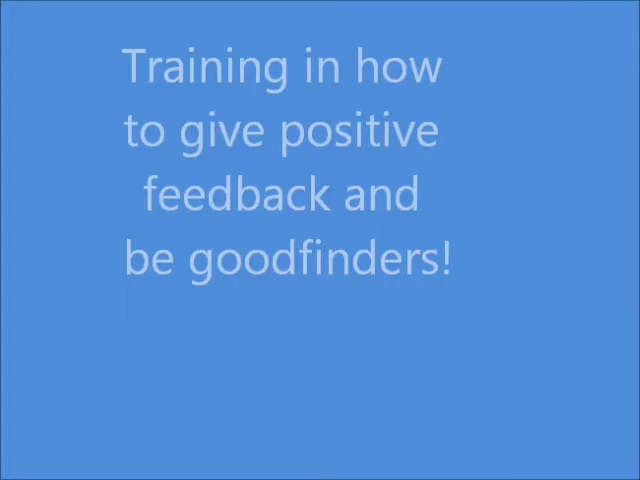 Training in how
to give positive
feedback and
be goodfinders!